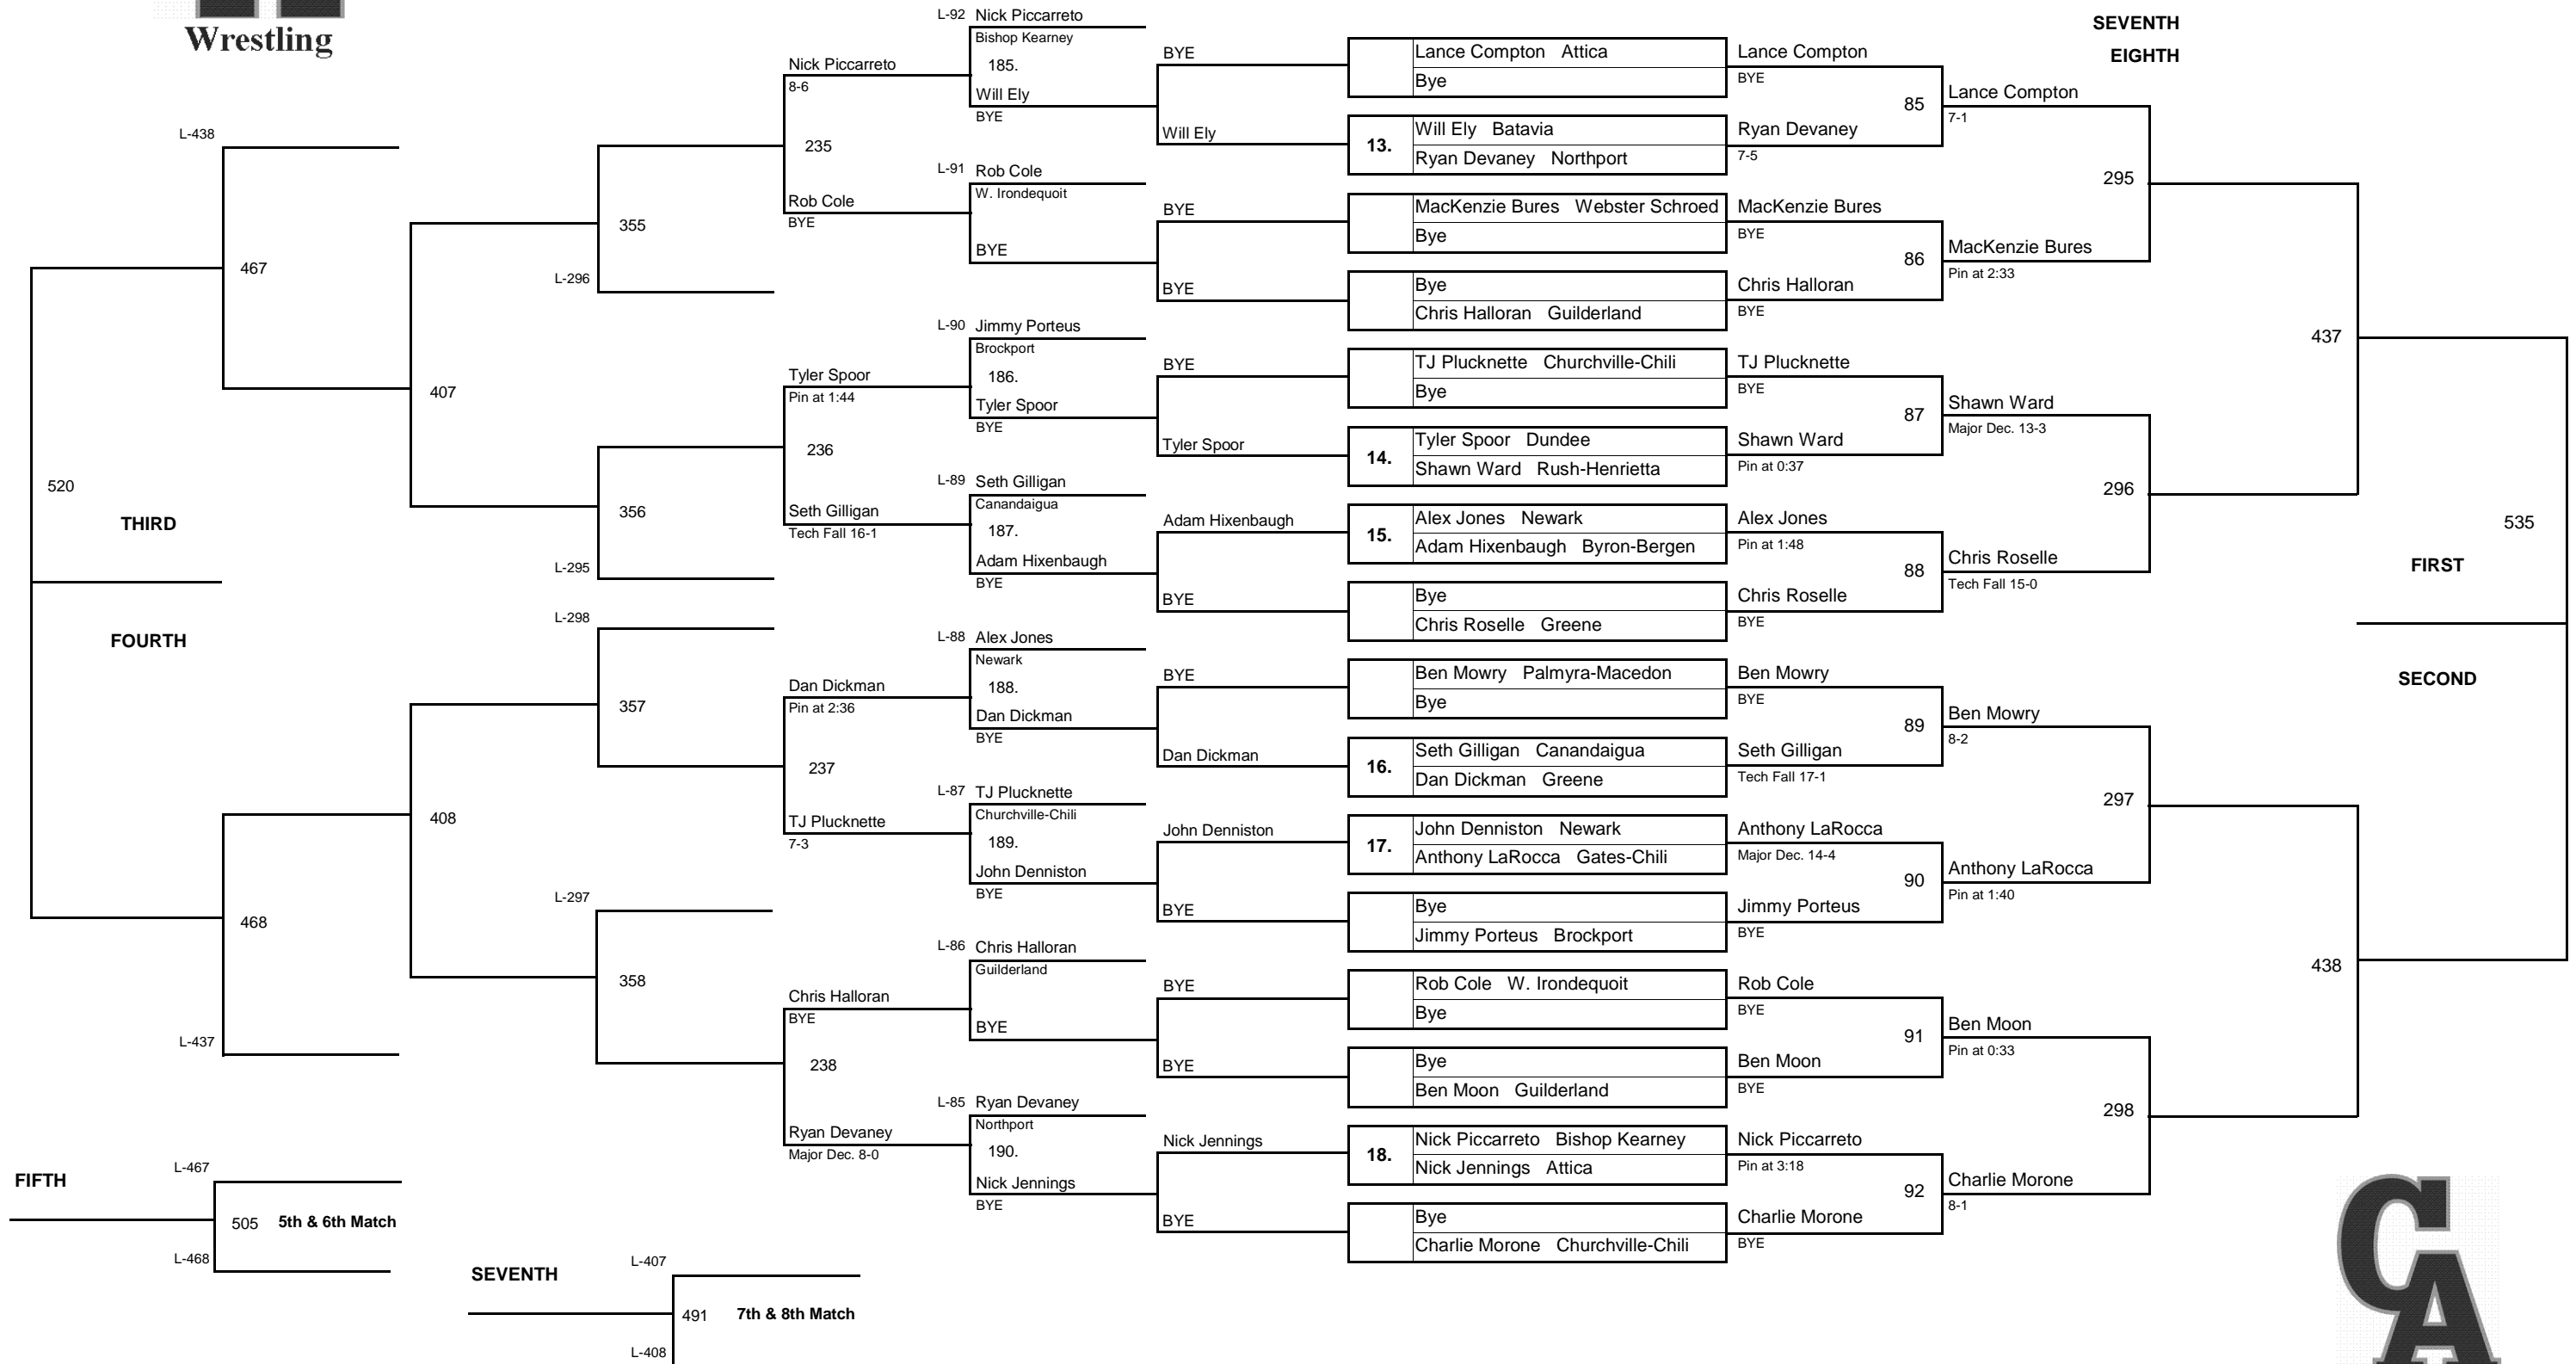 Wrestling
SEVENTH
EIGHTH
L-438
467
520
THIRD
FOURTH
468
L-437
FIFTH
L-467
505 5th & 6th Match
L-468
407
408
SEVENTH
L-407
491 7th & 8th Match
L-408
355
L-296
356
L-295
L-298
357
L-297
358
Nick Piccarreto
8-6
235
Rob Cole
BYE
Tyler Spoor
Pin at 1:44
236
Seth Gilligan
Tech Fall 16-1
Dan Dickman
Pin at 2:36
237
TJ Plucknette
7-3
Chris Halloran
BYE
238
Ryan Devaney
Major Dec. 8-0
L-92 Nick Piccarreto
Bishop Kearney
185.
Will Ely
BYE
L-91 Rob Cole
W. Irondequoit
BYE
L-90 Jimmy Porteus
Brockport
186.
Tyler Spoor
BYE
L-89 Seth Gilligan
Canandaigua
187.
Adam Hixenbaugh
BYE
L-88 Alex Jones
Newark
188.
Dan Dickman
BYE
L-87 TJ Plucknette
Churchville-Chili
189.
John Denniston
BYE
L-86 Chris Halloran
Guilderland
BYE
L-85 Ryan Devaney
Northport
190.
Nick Jennings
BYE
BYE
Will Ely
BYE
BYE
BYE
Tyler Spoor
Adam Hixenbaugh
BYE
BYE
Dan Dickman
John Denniston
BYE
BYE
BYE
Nick Jennings
BYE
Lance Compton Attica
Bye
13.
Will Ely Batavia
Ryan Devaney Northport
MacKenzie Bures Webster Schroed
Bye
Bye
Chris Halloran Guilderland
TJ Plucknette Churchville-Chili
Bye
14.
Tyler Spoor Dundee
Shawn Ward Rush-Henrietta
15.
Alex Jones Newark
Adam Hixenbaugh Byron-Bergen
Bye
Chris Roselle Greene
Ben Mowry Palmyra-Macedon
Bye
16.
Seth Gilligan Canandaigua
Dan Dickman Greene
17.
John Denniston Newark
Anthony LaRocca Gates-Chili
Bye
Jimmy Porteus Brockport
Rob Cole W. Irondequoit
Bye
Bye
Ben Moon Guilderland
18.
Nick Piccarreto Bishop Kearney
Nick Jennings Attica
Bye
Charlie Morone Churchville-Chili
Lance Compton
BYE
85
Ryan Devaney
7-5
MacKenzie Bures
BYE
86
Chris Halloran
BYE
TJ Plucknette
BYE
87
Shawn Ward
Pin at 0:37
Alex Jones
Pin at 1:48
88
Chris Roselle
BYE
Ben Mowry
BYE
89
Seth Gilligan
Tech Fall 17-1
Anthony LaRocca
Major Dec. 14-4
90
Jimmy Porteus
BYE
Rob Cole
BYE
91
Ben Moon
BYE
Nick Piccarreto
Pin at 3:18
92
Charlie Morone
BYE
Lance Compton
7-1
295
MacKenzie Bures
Pin at 2:33
Shawn Ward
Major Dec. 13-3
296
Chris Roselle
Tech Fall 15-0
Ben Mowry
8-2
297
Anthony LaRocca
Pin at 1:40
Ben Moon
Pin at 0:33
298
Charlie Morone
8-1
437
438
535
FIRST
SECOND
CA